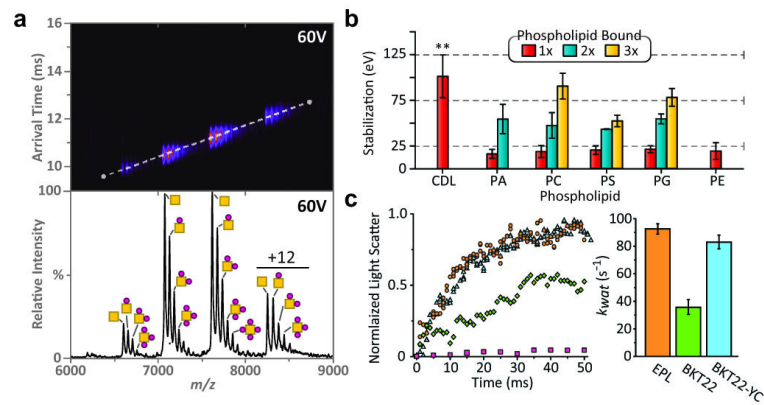 a
60V
Arrival Time (ms)
16
14
12
10
60V
Relative Intensity
100
%
0
+12
6000 7000 8000 9000
m/z
b
Phospholipid Bound
1x 2x 3x
**
Stabilization (eV)
125
75
25
0
CDL PA PC PS PG PE
Phospholipid
c
Normlaized Light Scatter
1.0
0.5
0
0 10 20 30 40 50
Time (ms)
kwat (s-1)
100
80
60
40
20
0
EPL BKT22 BKT22-YC